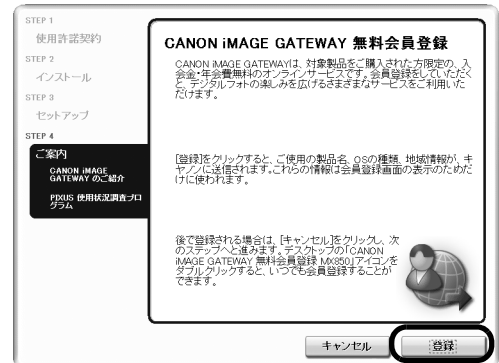 STEP 1
使用許諾契約
STEP 2
インストール
STEP 3
セットアップ
STEP 4
ご案内
CANON iMAGE
GATEWAY のご紹介
PIXUS 使用状況調査プロ
グラム
CANON iMAGE GATEWAY 無料会員登録
CANON iMAGE GATEWAYは、対象製品をご購入された方限定の、入
会金・年会費無料のオンラインサービスです。会員登録をしていただく
と、デジタルフォトの楽しみを広げるさまざまなサービスをご利用いた
だけます。
[登録]をクリックすると、ご使用の製品名、OSの種類、地域情報が、キ
ヤノンに送信されます。これらの情報は会員登録画面の表示のためだ
けに使われます。
後で登録される場合は、[キャンセル]をクリックし、次
のステップへと進みます。デスクトップの「CANON
iMAGE GATEWAY 無料会員登録 MX850」アイコンを
ダブルクリックすると、いつでも会員登録することが
できます。
キャンセル
登録